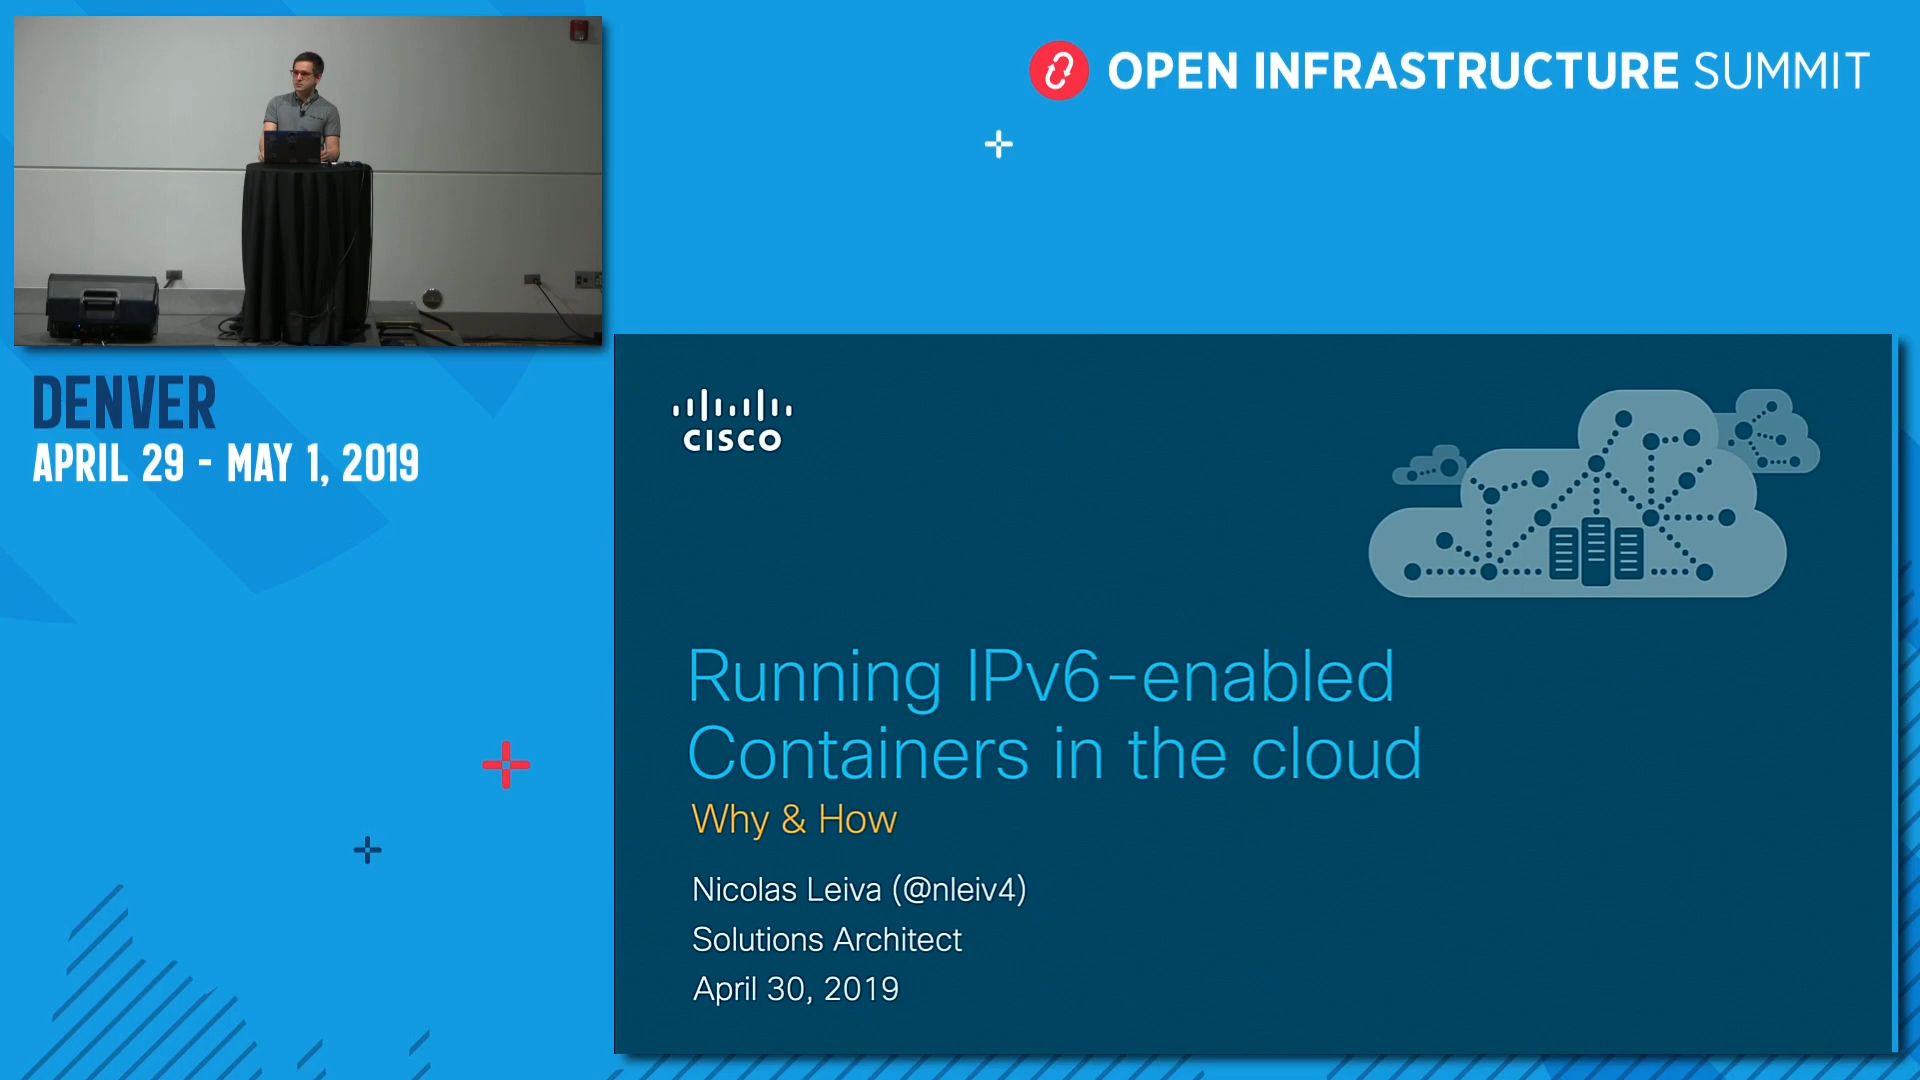 OPEN INFRASTRUCTURE SUMMIT
DENVER
APRIL 29 - MAY 1, 2019
CISCO
Running IPv6-enabled
Containers in the cloud
Why & How
Nicolas Leiva (@nleiv4)
Solutions Architect
April 30, 2019